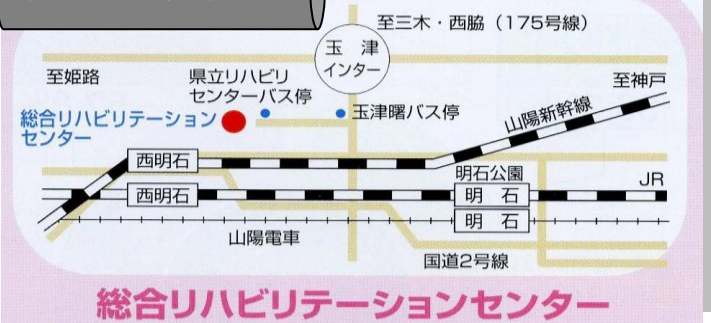 至三木・西脇（175号線）
玉 津
インター
至姫路
県立リハビリ
センターバス停
至神戸
総合リハビリテーション
センター
玉津曙バス停
山陽新幹線
西明石
明石公園
JR
西明石
明 石
明 石
山陽電車
国道2号線
総合リハビリテーションセンター